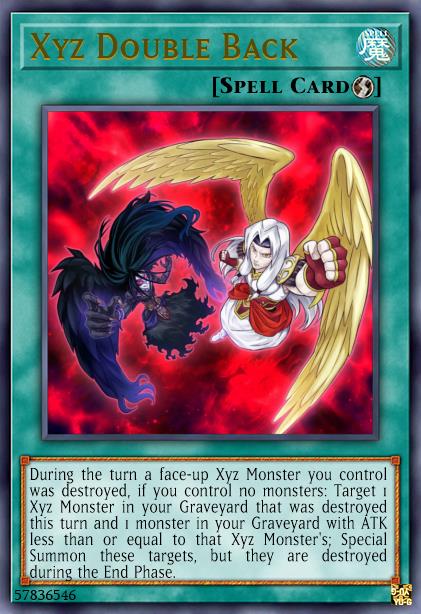 Xyz Double Back
SPELL
魔
[Spell Card]
During the turn a face-up Xyz Monster you control
was destroyed, if you control no monsters: Target 1
Xyz Monster in your Graveyard that was destroyed
this turn and 1 monster in your Graveyard with ATK
less than or equal to that Xyz Monster's; Special
Summon these targets, but they are destroyed
during the End Phase.
57836546